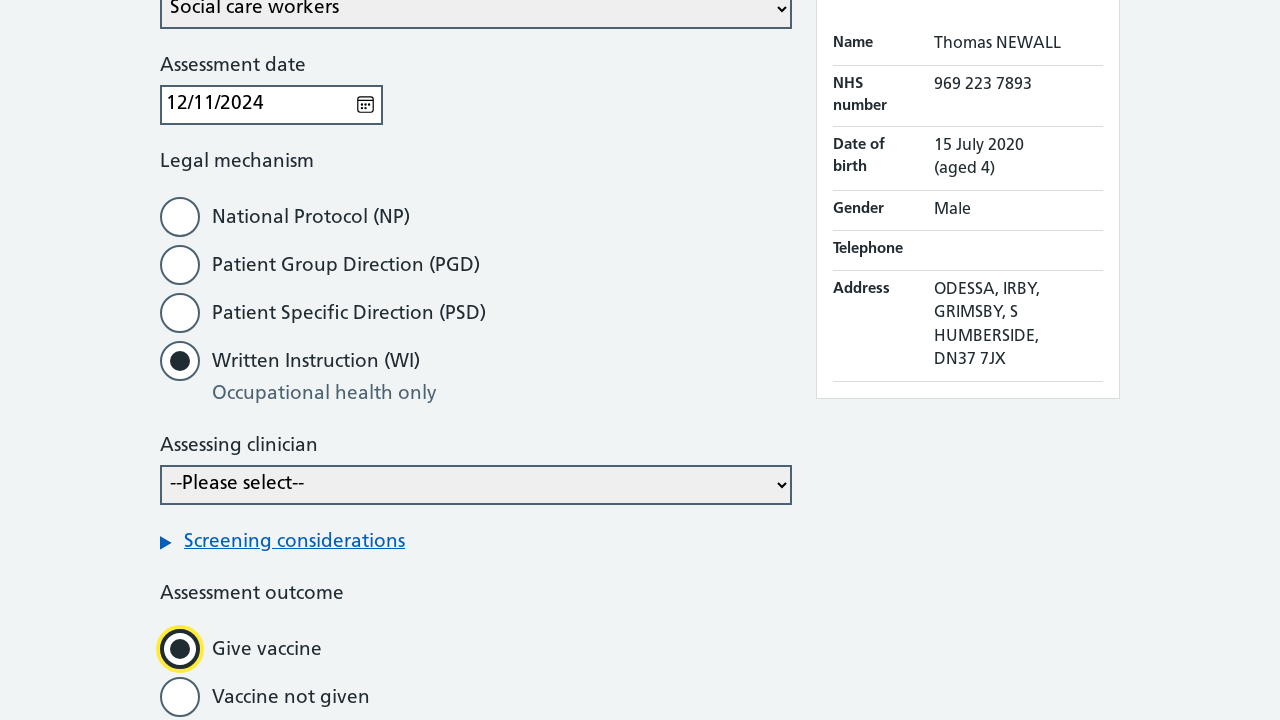 Social care workers
Assessment date
12/11/2024
Legal mechanism
National Protocol (NP)
Patient Group Direction (PGD)
Patient Specific Direction (PSD)
Written Instruction (WI)
Occupational health only
Assessing clinician
--Please select--
Screening considerations
Assessment outcome
Give vaccine
Vaccine not given
Name Thomas NEWALL
NHS number 969 223 7893
Date of birth 15 July 2020
(aged 4)
Gender Male
Telephone
Address ODESSA, IRBY,
GRIMSBY, S
HUMBERSIDE,
DN37 7JX